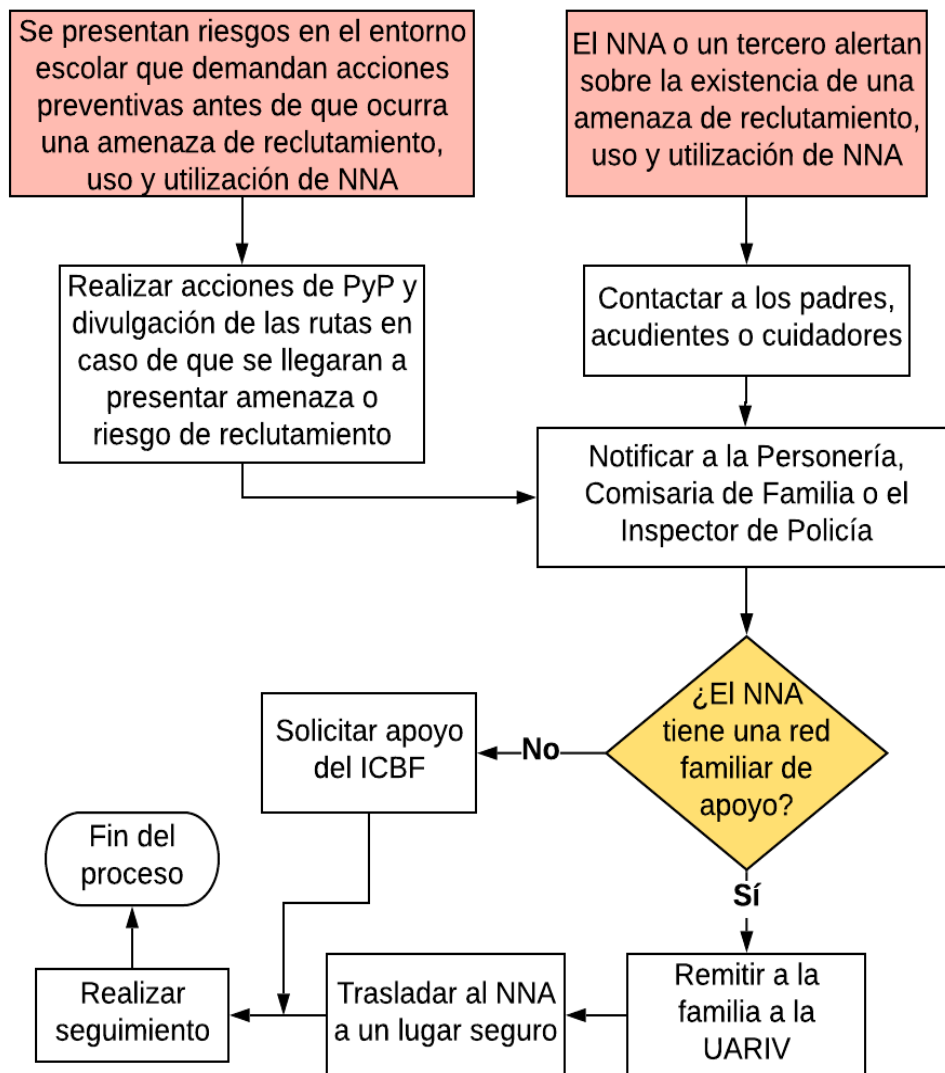 Se presentan riesgos en el entorno
escolar que demandan acciones
preventivas antes de que ocurra
una amenaza de reclutamiento,
uso y utilización de NNA
El NNA o un tercero alertan
sobre la existencia de una
amenaza de reclutamiento,
uso y utilización de NNA
Realizar acciones de PyP y
divulgación de las rutas en
caso de que se llegaran a
presentar amenaza o
riesgo de reclutamiento
Contactar a los padres,
acudientes o cuidadores
Notificar a la Personería,
Comisaria de Familia o el
Inspector de Policía
¿El NNA
tiene una red
familiar de
apoyo?
No
Solicitar apoyo
del ICBF
Sí
Remitir a la
familia a la
UARIV
Trasladar al NNA
a un lugar seguro
Realizar
seguimiento
Fin del
proceso